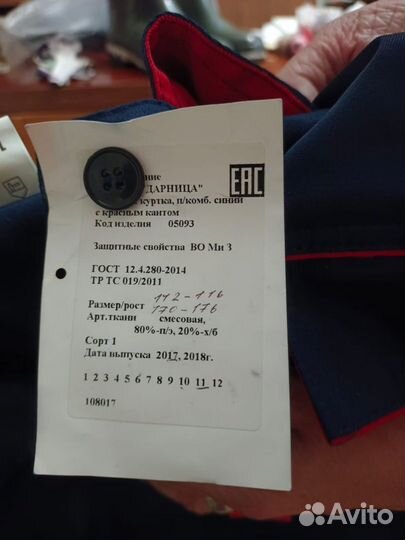 ние
ДАРНИЦА"
куртка, п/комб. синий
с красным кантом
Код изделия 05093
ЕАС
Защитные свойства ВО Ми З
ГОСТ 12.4.280-2014
ТР ТС 019/2011
Размер/рост 112-116
170-176
Арт.ткани смесовая,
80%-п/э, 20%-х/б
Сорт 1
Дата выпуска 2017, 2018г.
1 2 3 4 5 6 7 8 9 10 11 12
108017
Avito